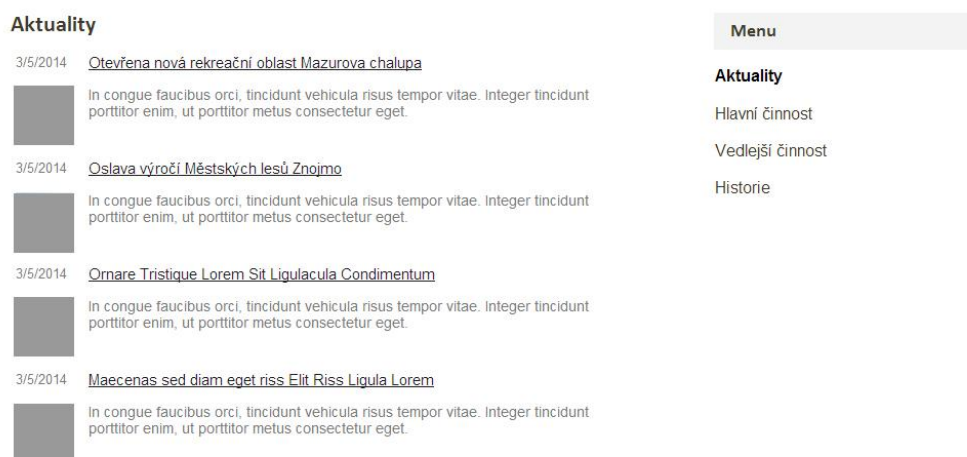 Aktuality
3/5/2014 Otevřena nová rekreační oblast Mazurova chalupa
In congue faucibus orci, tincidunt vehicula risus tempor vitae. Integer tincidunt
porttitor enim, ut porttitor metus consectetur eget.
3/5/2014 Oslava výročí Městských lesů Znojmo
In congue faucibus orci, tincidunt vehicula risus tempor vitae. Integer tincidunt
porttitor enim, ut porttitor metus consectetur eget.
3/5/2014 Ornare Tristique Lorem Sit Ligulacula Condimentum
In congue faucibus orci, tincidunt vehicula risus tempor vitae. Integer tincidunt
porttitor enim, ut porttitor metus consectetur eget.
3/5/2014 Maecenas sed diam eget riss Elit Riss Ligula Lorem
In congue faucibus orci, tincidunt vehicula risus tempor vitae. Integer tincidunt
porttitor enim, ut porttitor metus consectetur eget.
Menu
Aktuality
Hlavní činnost
Vedlejší činnost
Historie